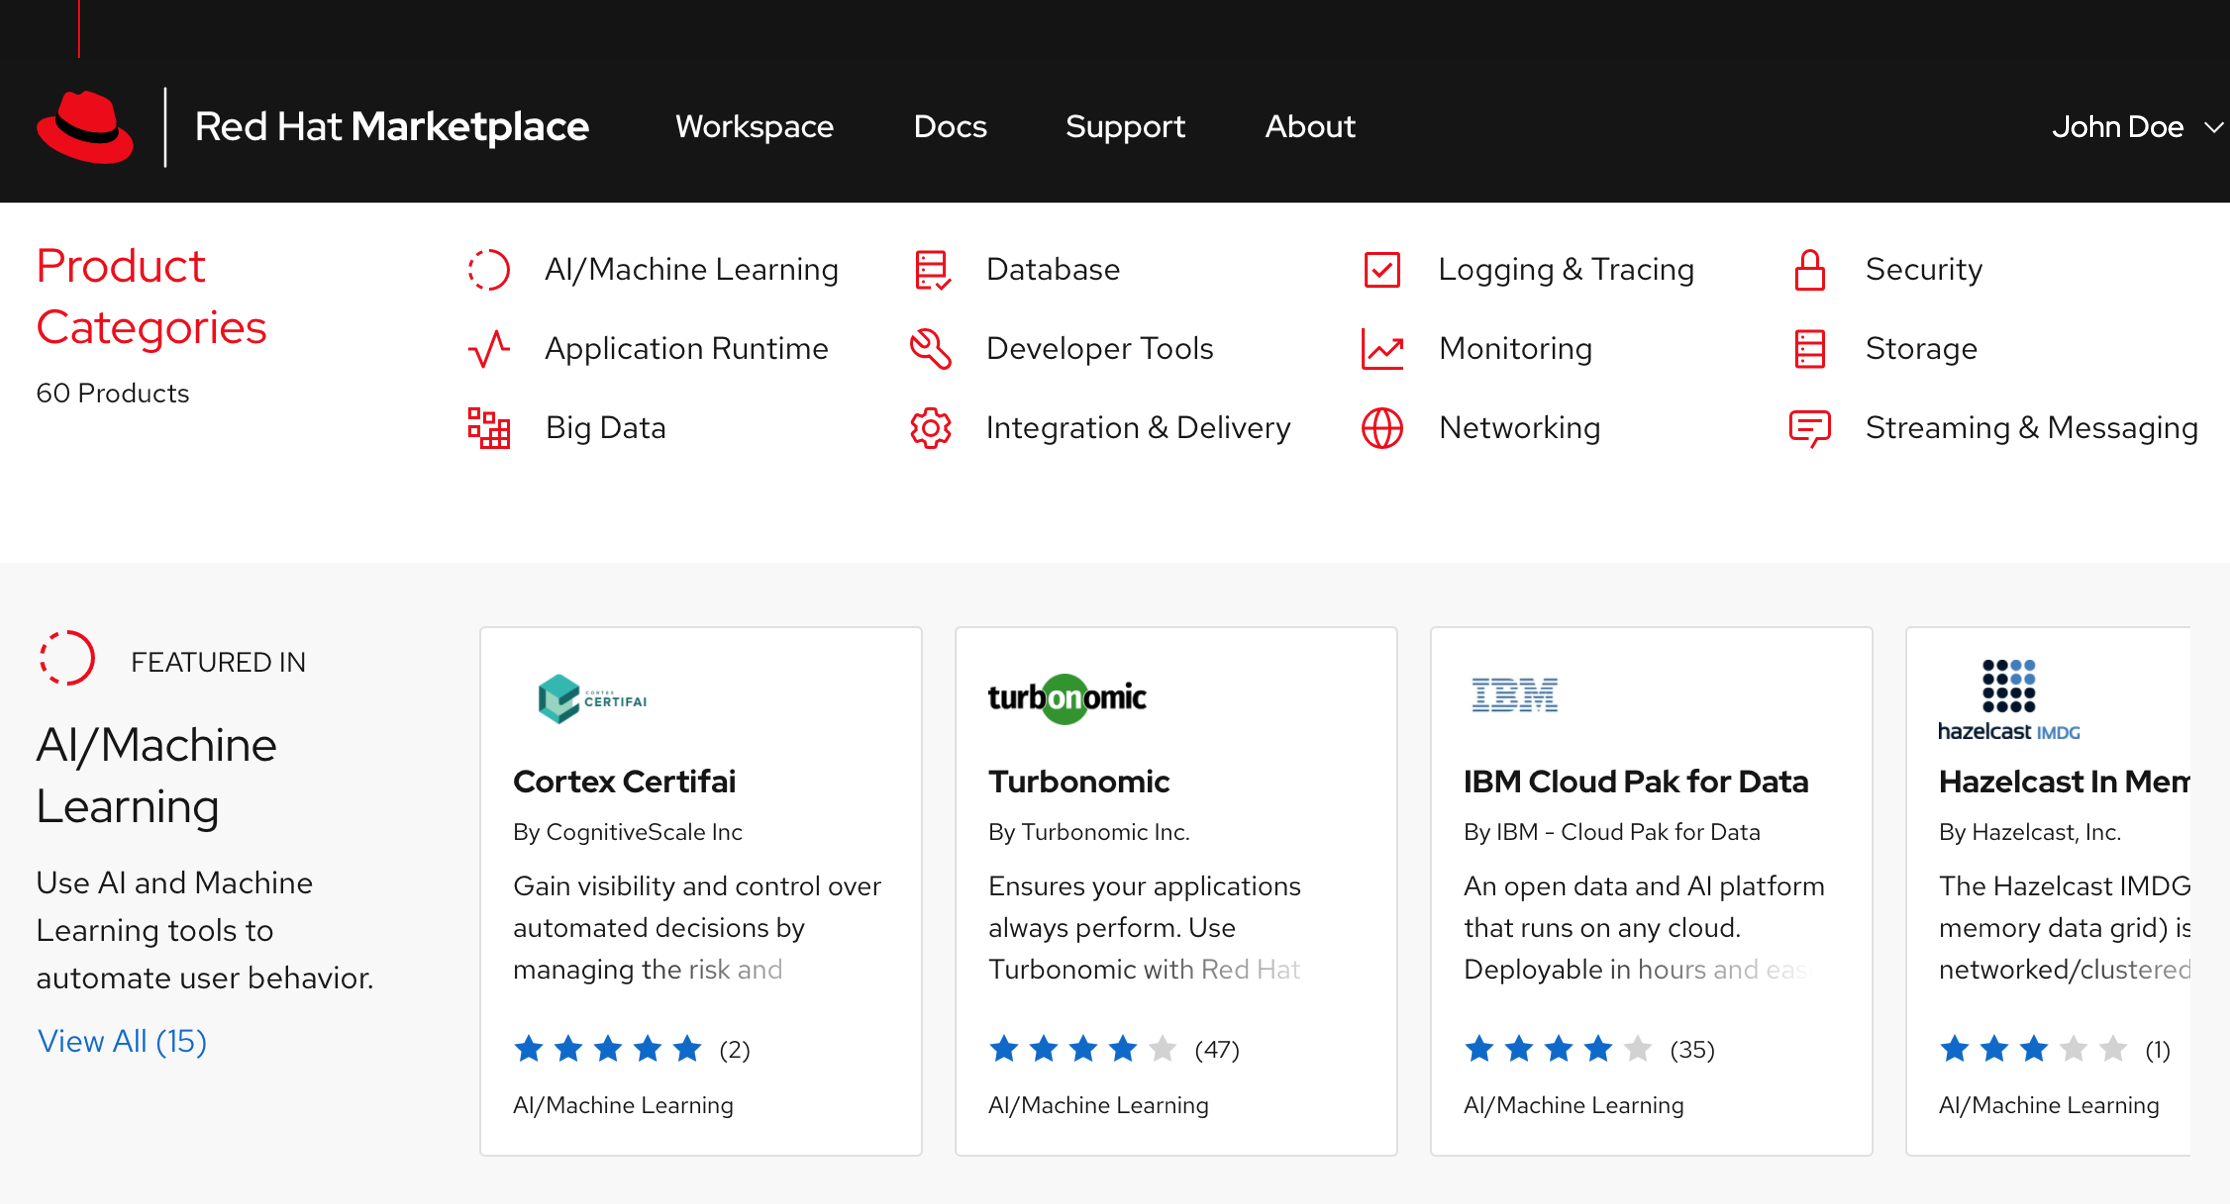 Red Hat Marketplace
Workspace
Docs
Support
About
John Doe
Product
Categories
60 Products
AI/Machine Learning
Database
Logging & Tracing
Security
Application Runtime
Developer Tools
Monitoring
Storage
Big Data
Integration & Delivery
Networking
Streaming & Messaging
FEATURED IN
AI/Machine
Learning
Use AI and Machine
Learning tools to
automate user behavior.
View All (15)
CORTEX
CERTIFAI
Cortex Certifai
By CognitiveScale Inc
Gain visibility and control over
automated decisions by
managing the risk and
(2)
AI/Machine Learning
turbonomic
Turbonomic
By Turbonomic Inc.
Ensures your applications
always perform. Use
Turbonomic with Red Hat
(47)
AI/Machine Learning
IBM
IBM Cloud Pak for Data
By IBM - Cloud Pak for Data
An open data and AI platform
that runs on any cloud.
Deployable in hours and eas
(35)
AI/Machine Learning
hazelcast IMDG
Hazelcast In Mem
By Hazelcast, Inc.
The Hazelcast IMDG
memory data grid) is
networked/clustered
(1)
AI/Machine Learning